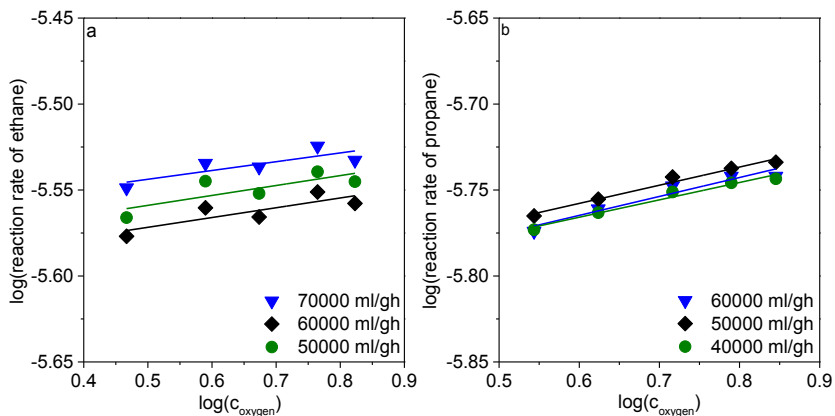 a
log(reaction rate of ethane)
-5.45
-5.50
-5.55
-5.60
-5.65
70000 ml/gh
60000 ml/gh
50000 ml/gh
0.4 0.5 0.6 0.7 0.8 0.9
log(c_oxygen)
b
log(reaction rate of propane)
-5.65
-5.70
-5.75
-5.80
-5.85
60000 ml/gh
50000 ml/gh
40000 ml/gh
0.5 0.6 0.7 0.8 0.9
log(c_oxygen)